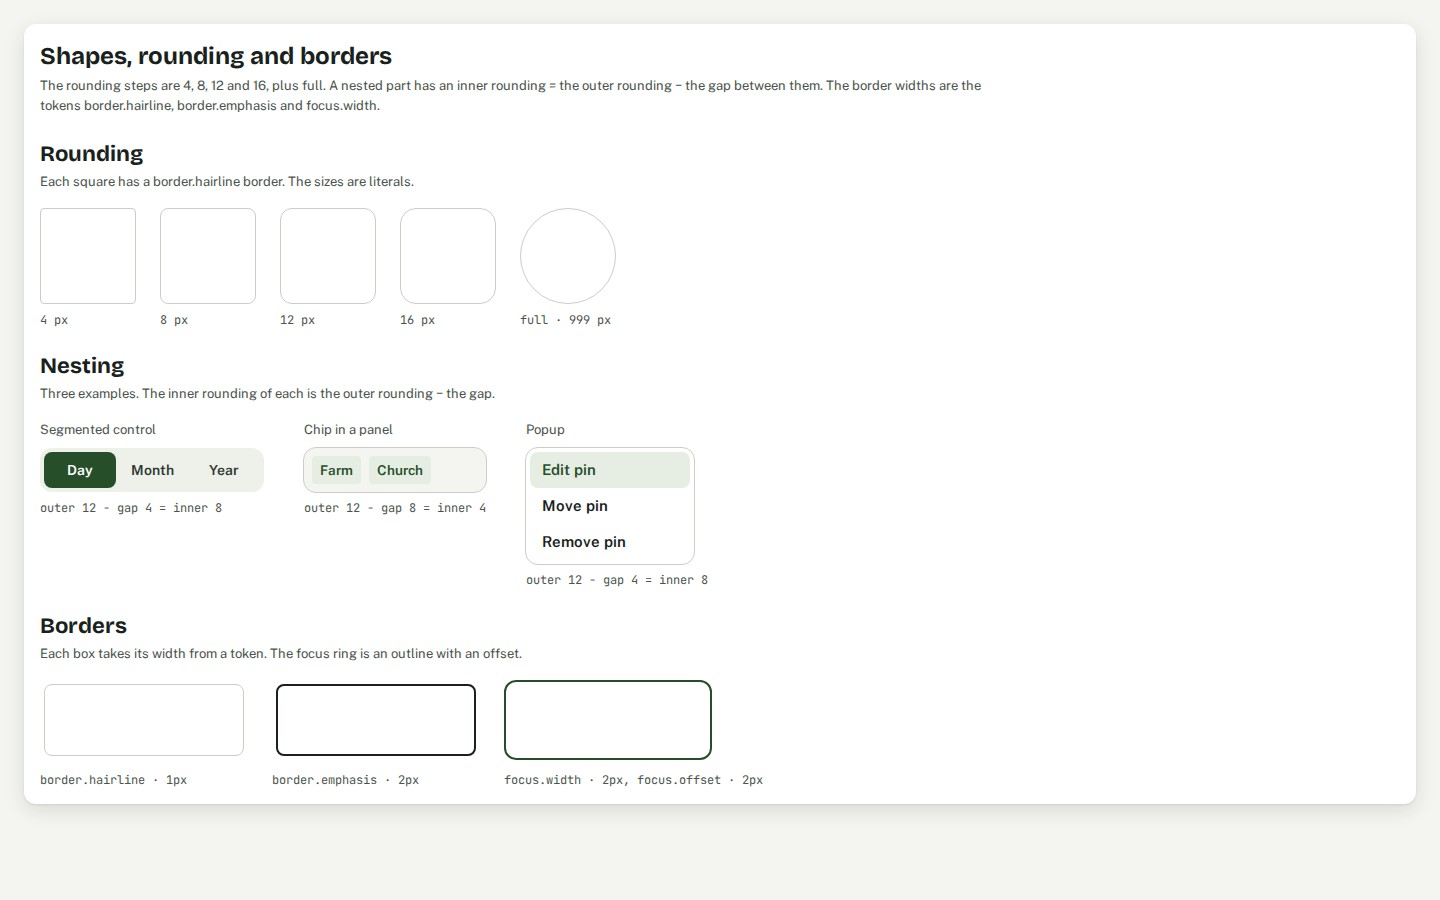 Shapes, rounding and borders
The rounding steps are 4, 8, 12 and 16, plus full. A nested part has an inner rounding = the outer rounding − the gap between them. The border widths are the
tokens border.hairline, border.emphasis and focus.width.
Rounding
Each square has a border.hairline border. The sizes are literals.
4 px
8 px
12 px
16 px
full · 999 px
Nesting
Three examples. The inner rounding of each is the outer rounding − the gap.
Segmented control
Day Month Year
outer 12 - gap 4 = inner 8
Chip in a panel
Farm Church
outer 12 - gap 8 = inner 4
Popup
Edit pin
Move pin
Remove pin
outer 12 - gap 4 = inner 8
Borders
Each box takes its width from a token. The focus ring is an outline with an offset.
border.hairline · 1px
border.emphasis · 2px
focus.width · 2px, focus.offset · 2px